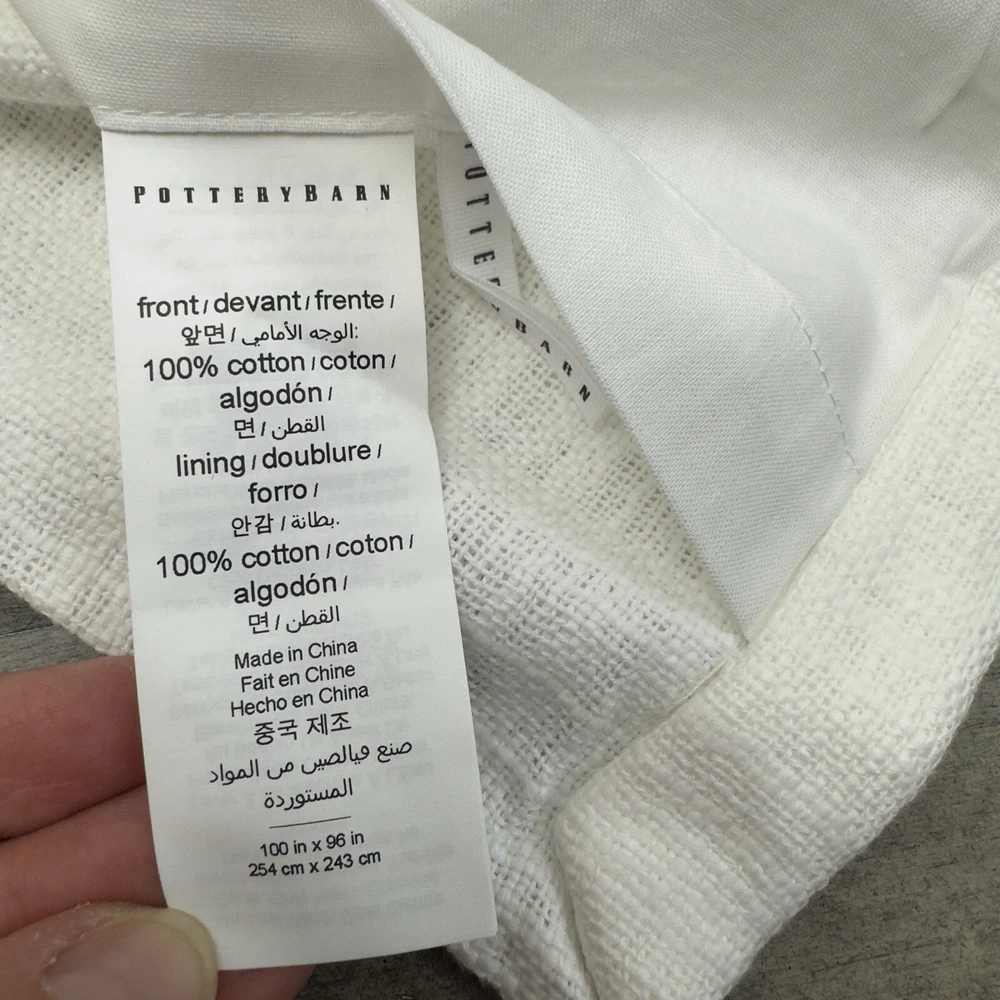 POTTERYBARN
front / devant / frente /
앞면 / الوجه الأمامي:
100% cotton / coton /
algodón /
면 / القطن
lining / doublure /
forro /
안감 / بطانة.
100% cotton / coton /
algodón /
면 / القطن
Made in China
Fait en Chine
Hecho en China
중국 제조
صنع فيالصين من المواد
المستوردة
100 in x 96 in
254 cm x 243 cm
OTTE
BARN